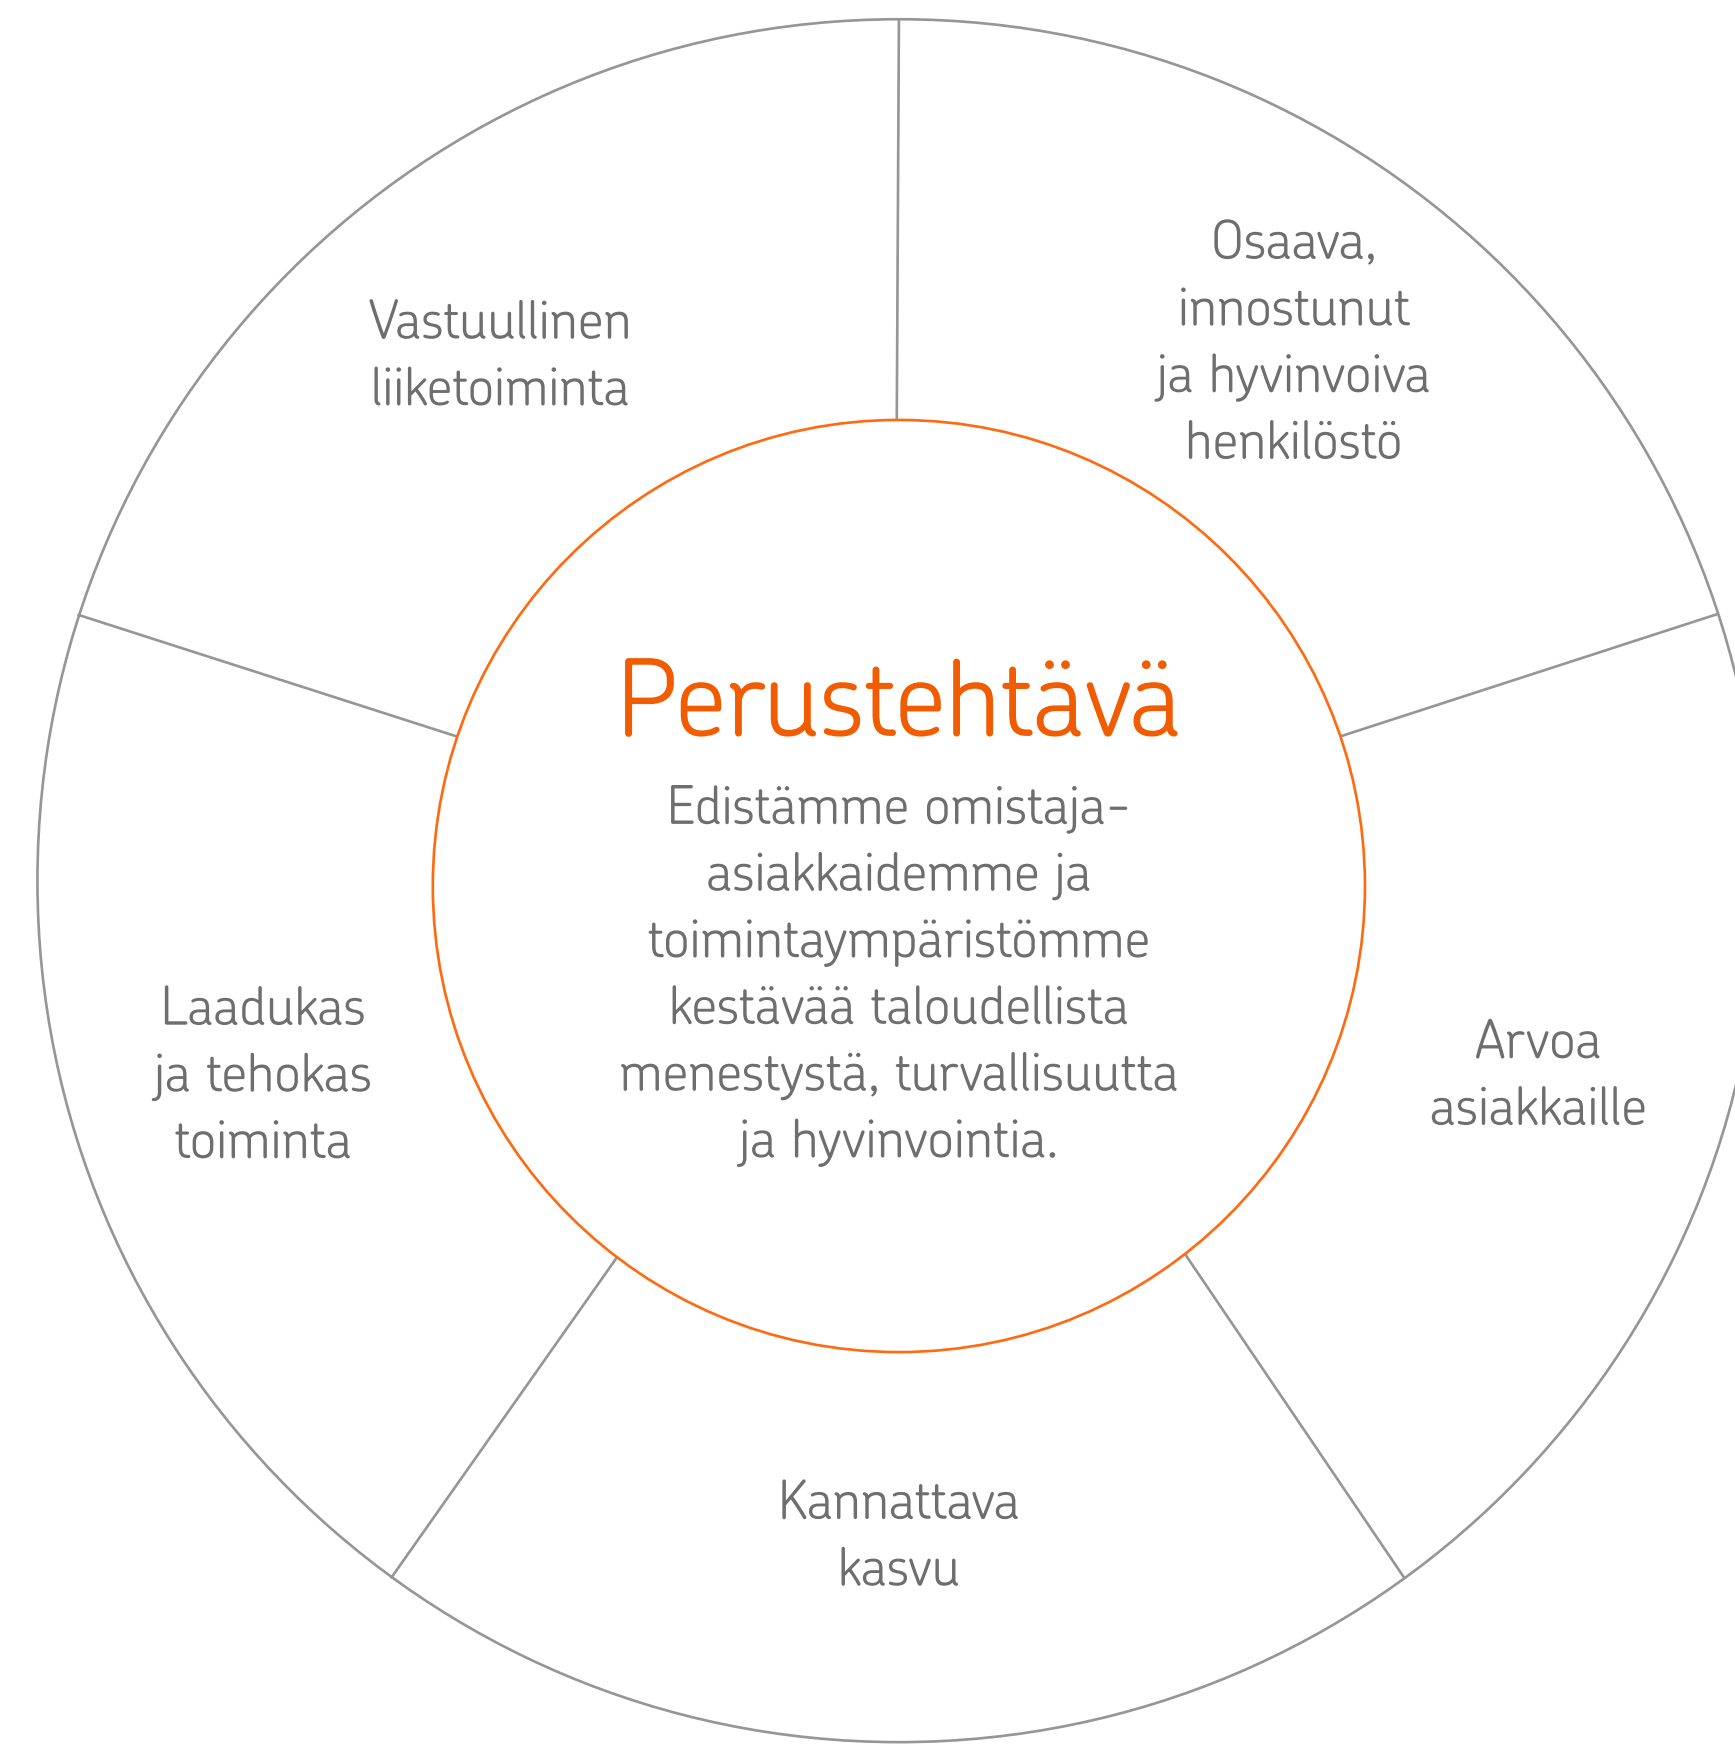 Vastuullinen
liiketoiminta
Osaava,
innostunut
ja hyvinvoiva
henkilöstö
Perustehtävä
Edistämme omistaja-
asiakkaidemme ja
toimintaympäristömme
kestävää taloudellista
menestystä, turvallisuutta
ja hyvinvointia.
Laadukas
ja tehokas
toiminta
Arvoa
asiakkaille
Kannattava
kasvu